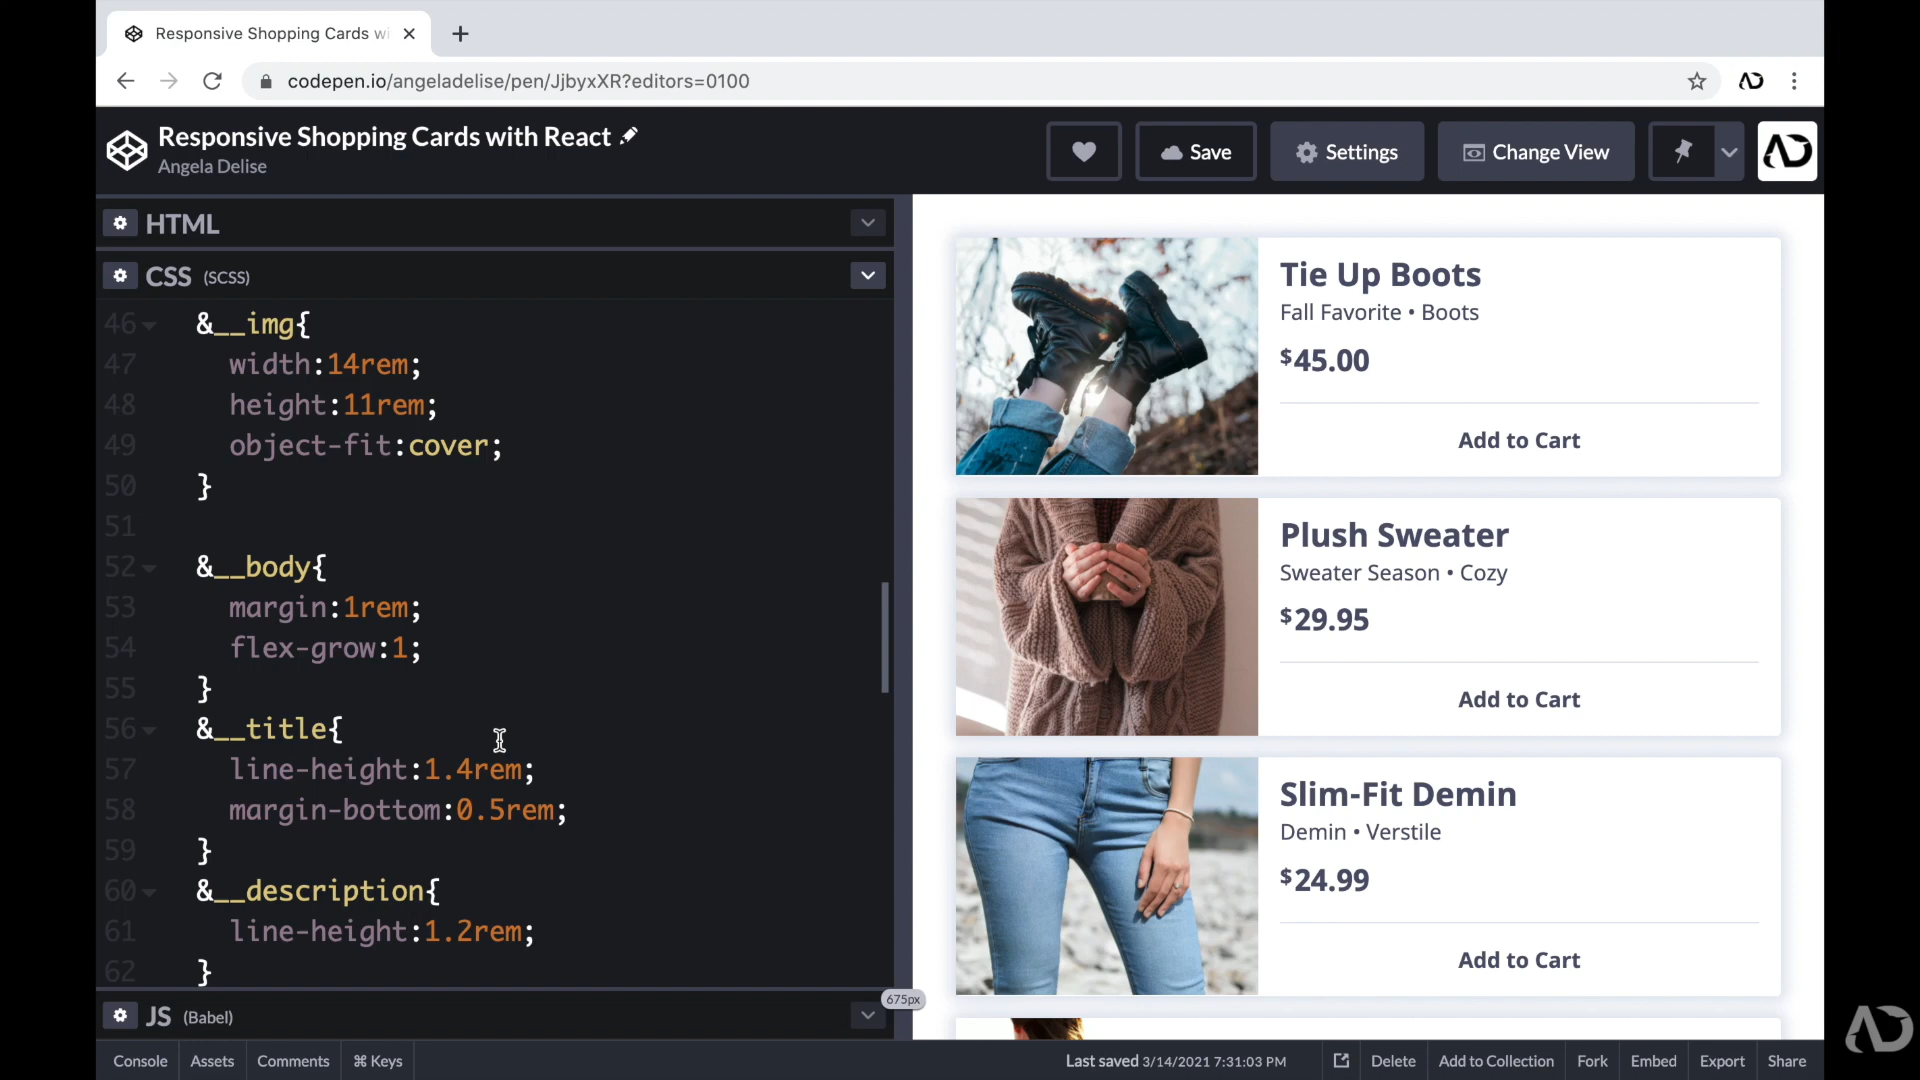 Responsive Shopping Cards wi
codepen.io/angeladelise/pen/JjbyxXR?editors=0100
Responsive Shopping Cards with React
Angela Delise
Save
Settings
Change View
HTML
CSS (SCSS)
46 &__img{
47 width:14rem;
48 height:11rem;
49 object-fit:cover;
50 }
51
52 &__body{
53 margin:1rem;
54 flex-grow:1;
55 }
56 &__title{
57 line-height:1.4rem;
58 margin-bottom:0.5rem;
59 }
60 &__description{
61 line-height:1.2rem;
62 }
JS (Babel)
675px
Tie Up Boots
Fall Favorite • Boots
$45.00
Add to Cart
Plush Sweater
Sweater Season • Cozy
$29.95
Add to Cart
Slim-Fit Demin
Demin • Verstile
$24.99
Add to Cart
Console
Assets
Comments
⌘ Keys
Last saved 3/14/2021 7:31:03 PM
Delete
Add to Collection
Fork
Embed
Export
Share